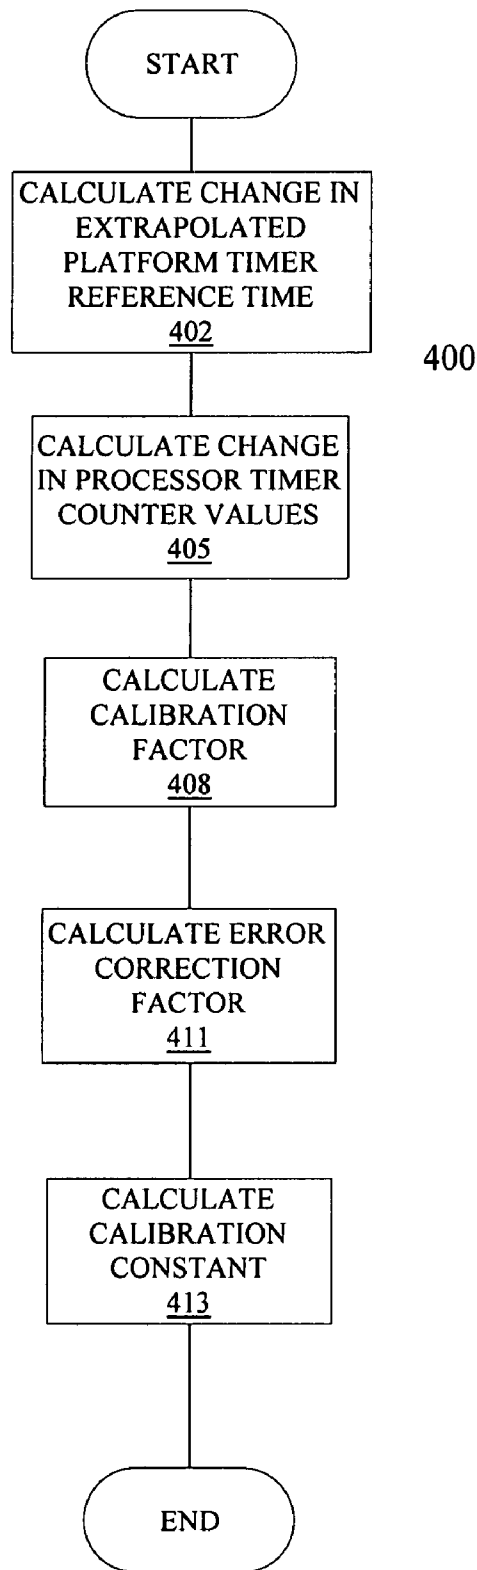 START
CALCULATE CHANGE IN
EXTRAPOLATED
PLATFORM TIMER
REFERENCE TIME
402
400
CALCULATE CHANGE
IN PROCESSOR TIMER
COUNTER VALUES
405
CALCULATE
CALIBRATION
FACTOR
408
CALCULATE ERROR
CORRECTION
FACTOR
411
CALCULATE
CALIBRATION
CONSTANT
413
END